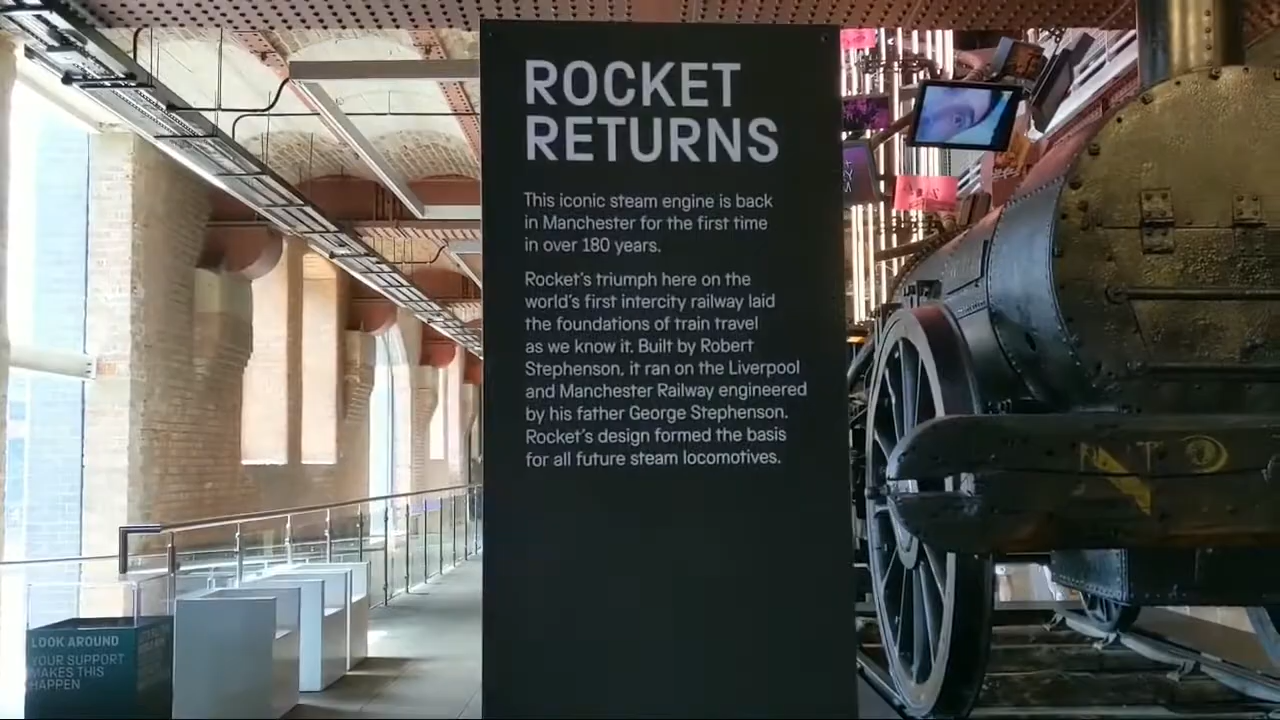 ROCKET
RETURNS
This iconic steam engine is back
in Manchester for the first time
in over 180 years.
Rocket's triumph here on the
world's first intercity railway laid
the foundations of train travel
as we know it. Built by Robert
Stephenson, it ran on the Liverpool
and Manchester Railway engineered
by his father George Stephenson.
Rocket's design formed the basis
for all future steam locomotives.
LOOK AROUND
YOUR SUPPORT
MAKES THIS
HAPPEN